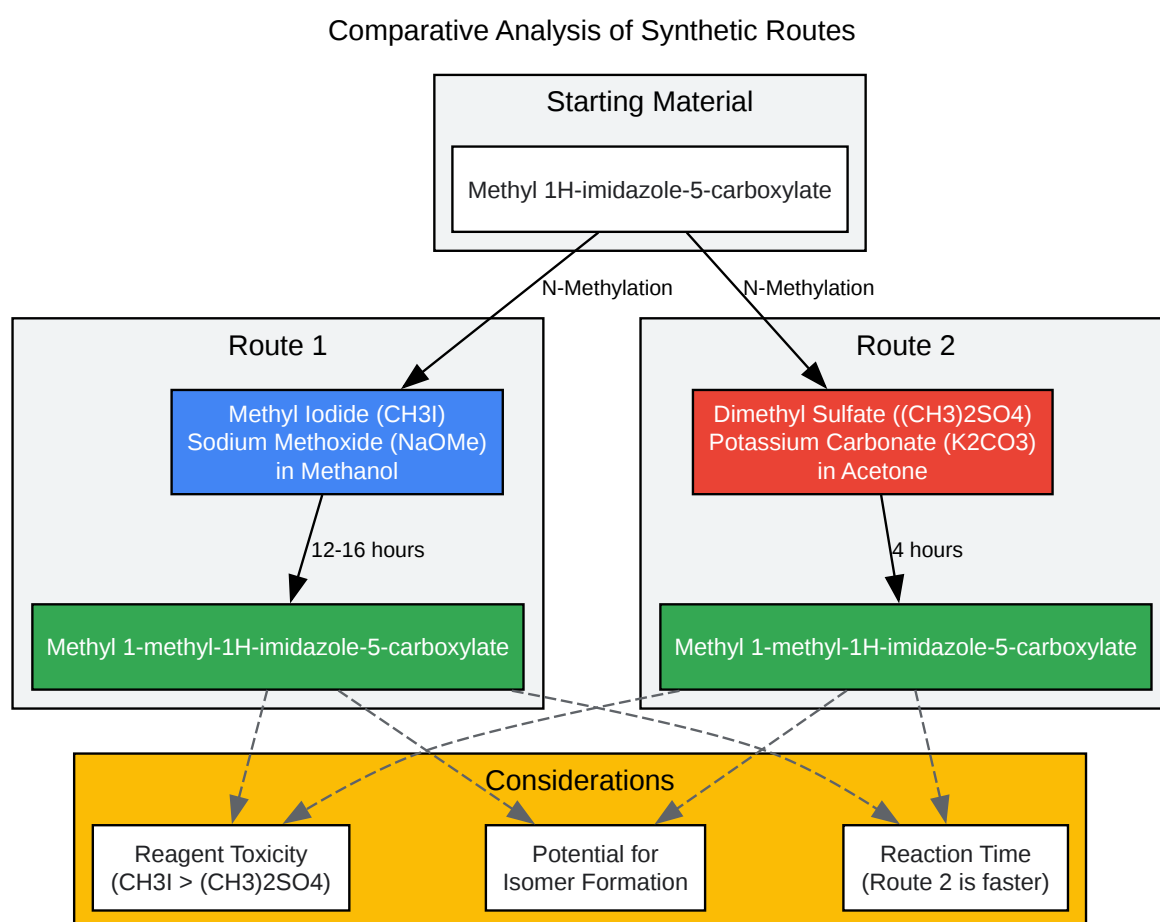 Comparative Analysis of Synthetic Routes
Starting Material
Methyl 1H-imidazole-5-carboxylate
N-Methylation
N-Methylation
Route 1
Methyl Iodide (CH3I)
Sodium Methoxide (NaOMe)
in Methanol
12-16 hours
Methyl 1-methyl-1H-imidazole-5-carboxylate
Route 2
Dimethyl Sulfate ((CH3)2SO4)
Potassium Carbonate (K2CO3)
in Acetone
4 hours
Methyl 1-methyl-1H-imidazole-5-carboxylate
Considerations
Reagent Toxicity
(CH3I > (CH3)2SO4)
Potential for
Isomer Formation
Reaction Time
(Route 2 is faster)